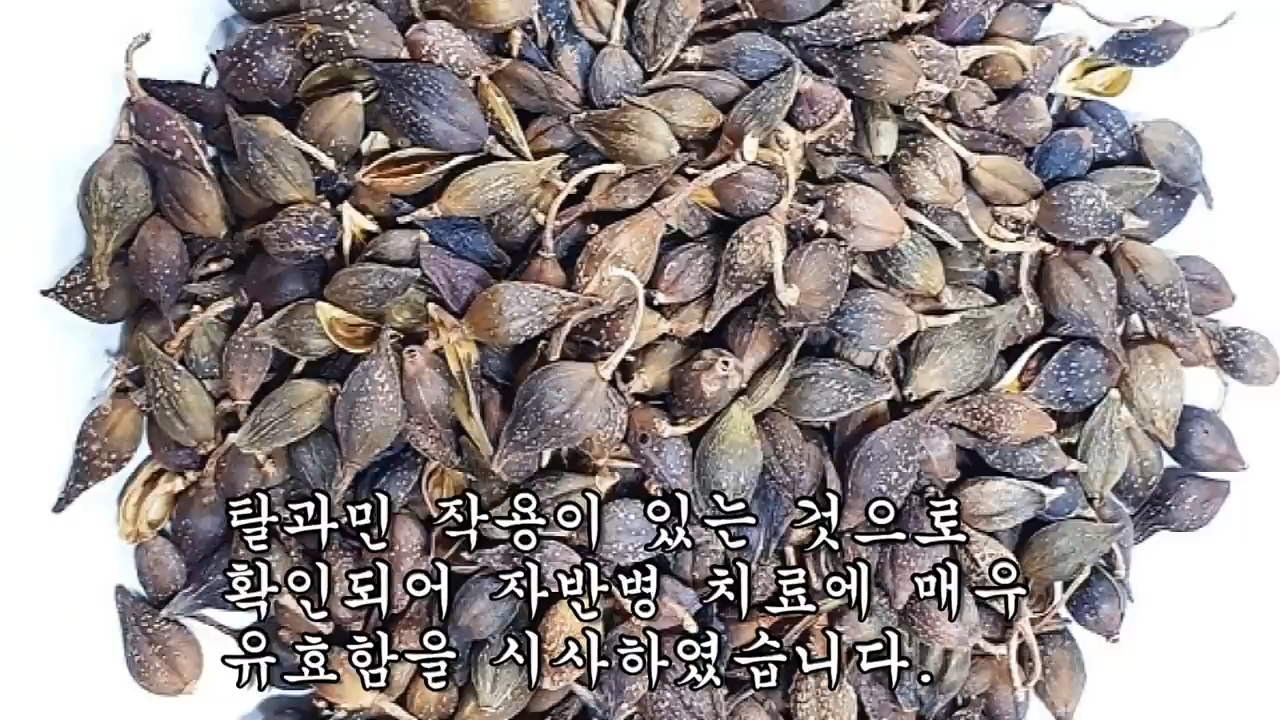 탈과민 작용이 있는 것으로
확인되어 자반병 치료에 매우
유효함을 시사하였습니다.